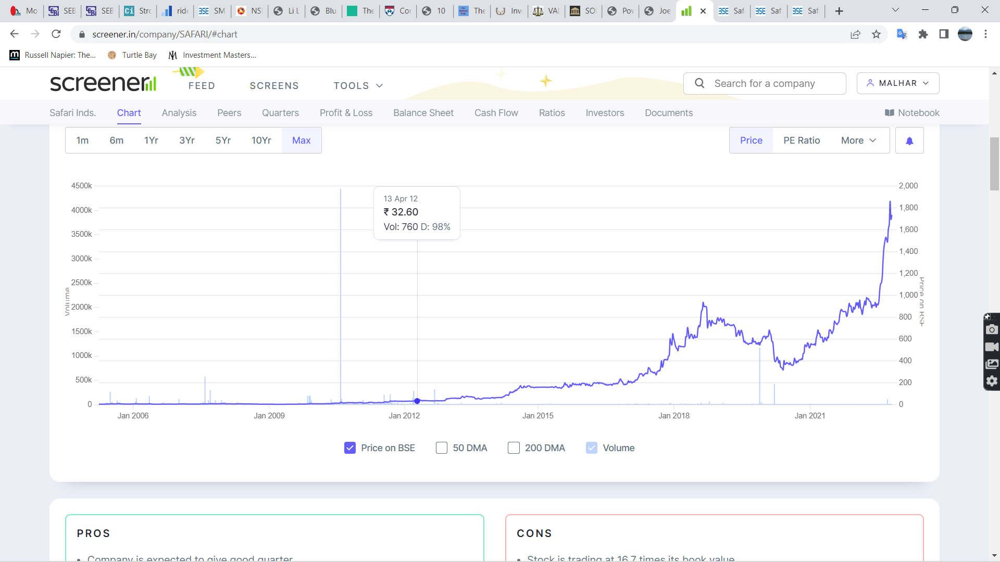 Mo SEB SEB Stro ride SM NS Li L Blu The Cor 10 The Inv VAL SOI Pov Joe Saf Saf Saf
screener.in/company/SAFARI/#chart
Russell Napier: The... Turtle Bay Investment Masters...
screener FEED SCREENS TOOLS Search for a company MALHAR
Safari Inds. Chart Analysis Peers Quarters Profit & Loss Balance Sheet Cash Flow Ratios Investors Documents Notebook
1m 6m 1Yr 3Yr 5Yr 10Yr Max Price PE Ratio More
4500k 2,000
13 Apr 12
4000k ₹ 32.60 1,800
3500k Vol: 760 D: 98% 1,600
3000k 1,400
2500k 1,200
Volume Price on BSE
2000k 1,000
1500k 800
600
1000k 400
500k 200
0 0
Jan 2006 Jan 2009 Jan 2012 Jan 2015 Jan 2018 Jan 2021
Price on BSE 50 DMA 200 DMA Volume
PROS CONS
Company is expected to give good quarter
Stock is trading at 16.7 times its book value